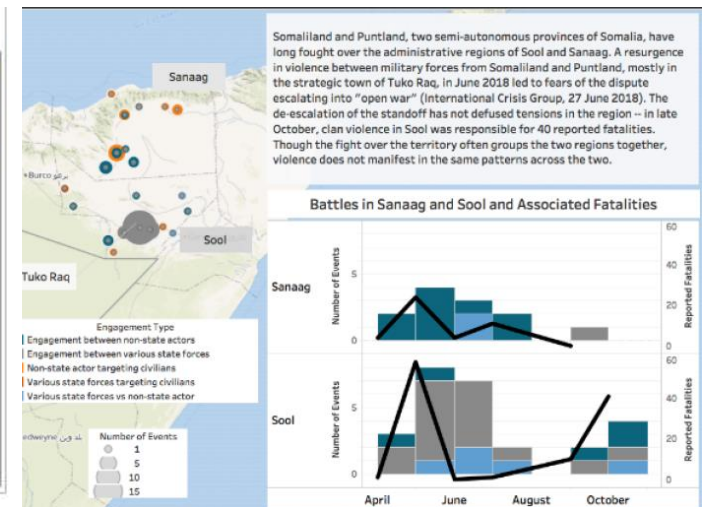 Somaliland and Puntland, two semi-autonomous provinces of Somalia, have
long fought over the administrative regions of Sool and Sanaag. A resurgence
in violence between military forces from Somaliland and Puntland, mostly in
the strategic town of Tuko Raq, in June 2018 led to fears of the dispute
escalating into "open war" (International Crisis Group, 27 June 2018). The
de-escalation of the standoff has not defused tensions in the region -- in late
October, clan violence in Sool was responsible for 40 reported fatalities.
Though the fight over the territory often groups the two regions together,
violence does not manifest in the same patterns across the two.
Sanaag
Burco برعو
Sool
Tuko Raq
Engagement Type
Engagement between non-state actors
Engagement between various state forces
Non-state actor targeting civilians
Various state forces targeting civilians
Various state forces vs non-state actor
edweyne بلدوين
Number of Events
1
5
10
15
Battles in Sanaag and Sool and Associated Fatalities
Sanaag
Number of Events
5
0
60
40
20
0
Reported Fatalities
Sool
Number of Events
5
0
60
40
20
0
Reported Fatalities
April June August October